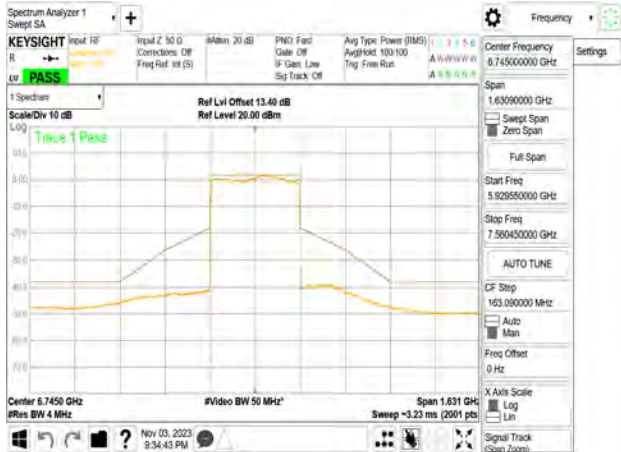 Spectrum Analyzer 1
Swept SA
+
Frequency
KEYSIGHT
Input: RF
Input Z: 50 Ω
#Atten: 20 dB
PNO: Fast
Avg Type: Power (RMS)
R
Corrections: Off
Gate: Off
Avg|Hold: 100/100
Freq Ref: Int (S)
IF Gain: Low
Trig: Free Run
Sig Track: Off
PASS
Center Frequency
6.745000000 GHz
Settings
Span
1.63090000 GHz
Swept Span
Zero Span
Full Span
Start Freq
5.929550000 GHz
Stop Freq
7.560450000 GHz
AUTO TUNE
CF Step
163.090000 MHz
Auto
Man
Freq Offset
0 Hz
X Axis Scale
Log
Lin
Signal Track
(Span Zoom)
1 Spectrum
Ref Lvl Offset 13.40 dB
Scale/Div 10 dB
Ref Level 20.00 dBm
Log
Trace 1 Pass
Center 6.7450 GHz
#Video BW 50 MHz*
Span 1.631 GHz
#Res BW 4 MHz
Sweep ~3.23 ms (2001 pts)
?
Nov 03, 2023
9:34:43 PM